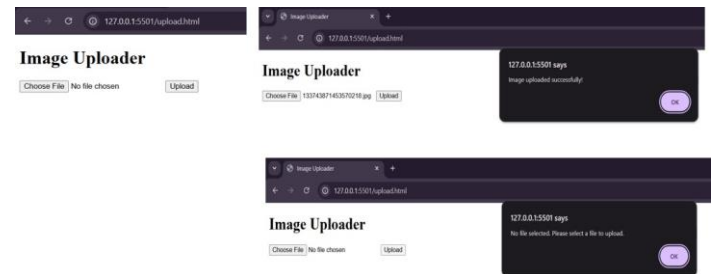 127.0.0.1:5501/upload.html
Image Uploader
Choose File No file chosen Upload
Image Uploader
127.0.0.1:5501/upload.html
Image Uploader
Choose File 133743871453570218.jpg Upload
127.0.0.1:5501 says
Image uploaded successfully!
OK
Image Uploader
127.0.0.1:5501/upload.html
Image Uploader
Choose File No file chosen Upload
127.0.0.1:5501 says
No file selected. Please select a file to upload.
OK